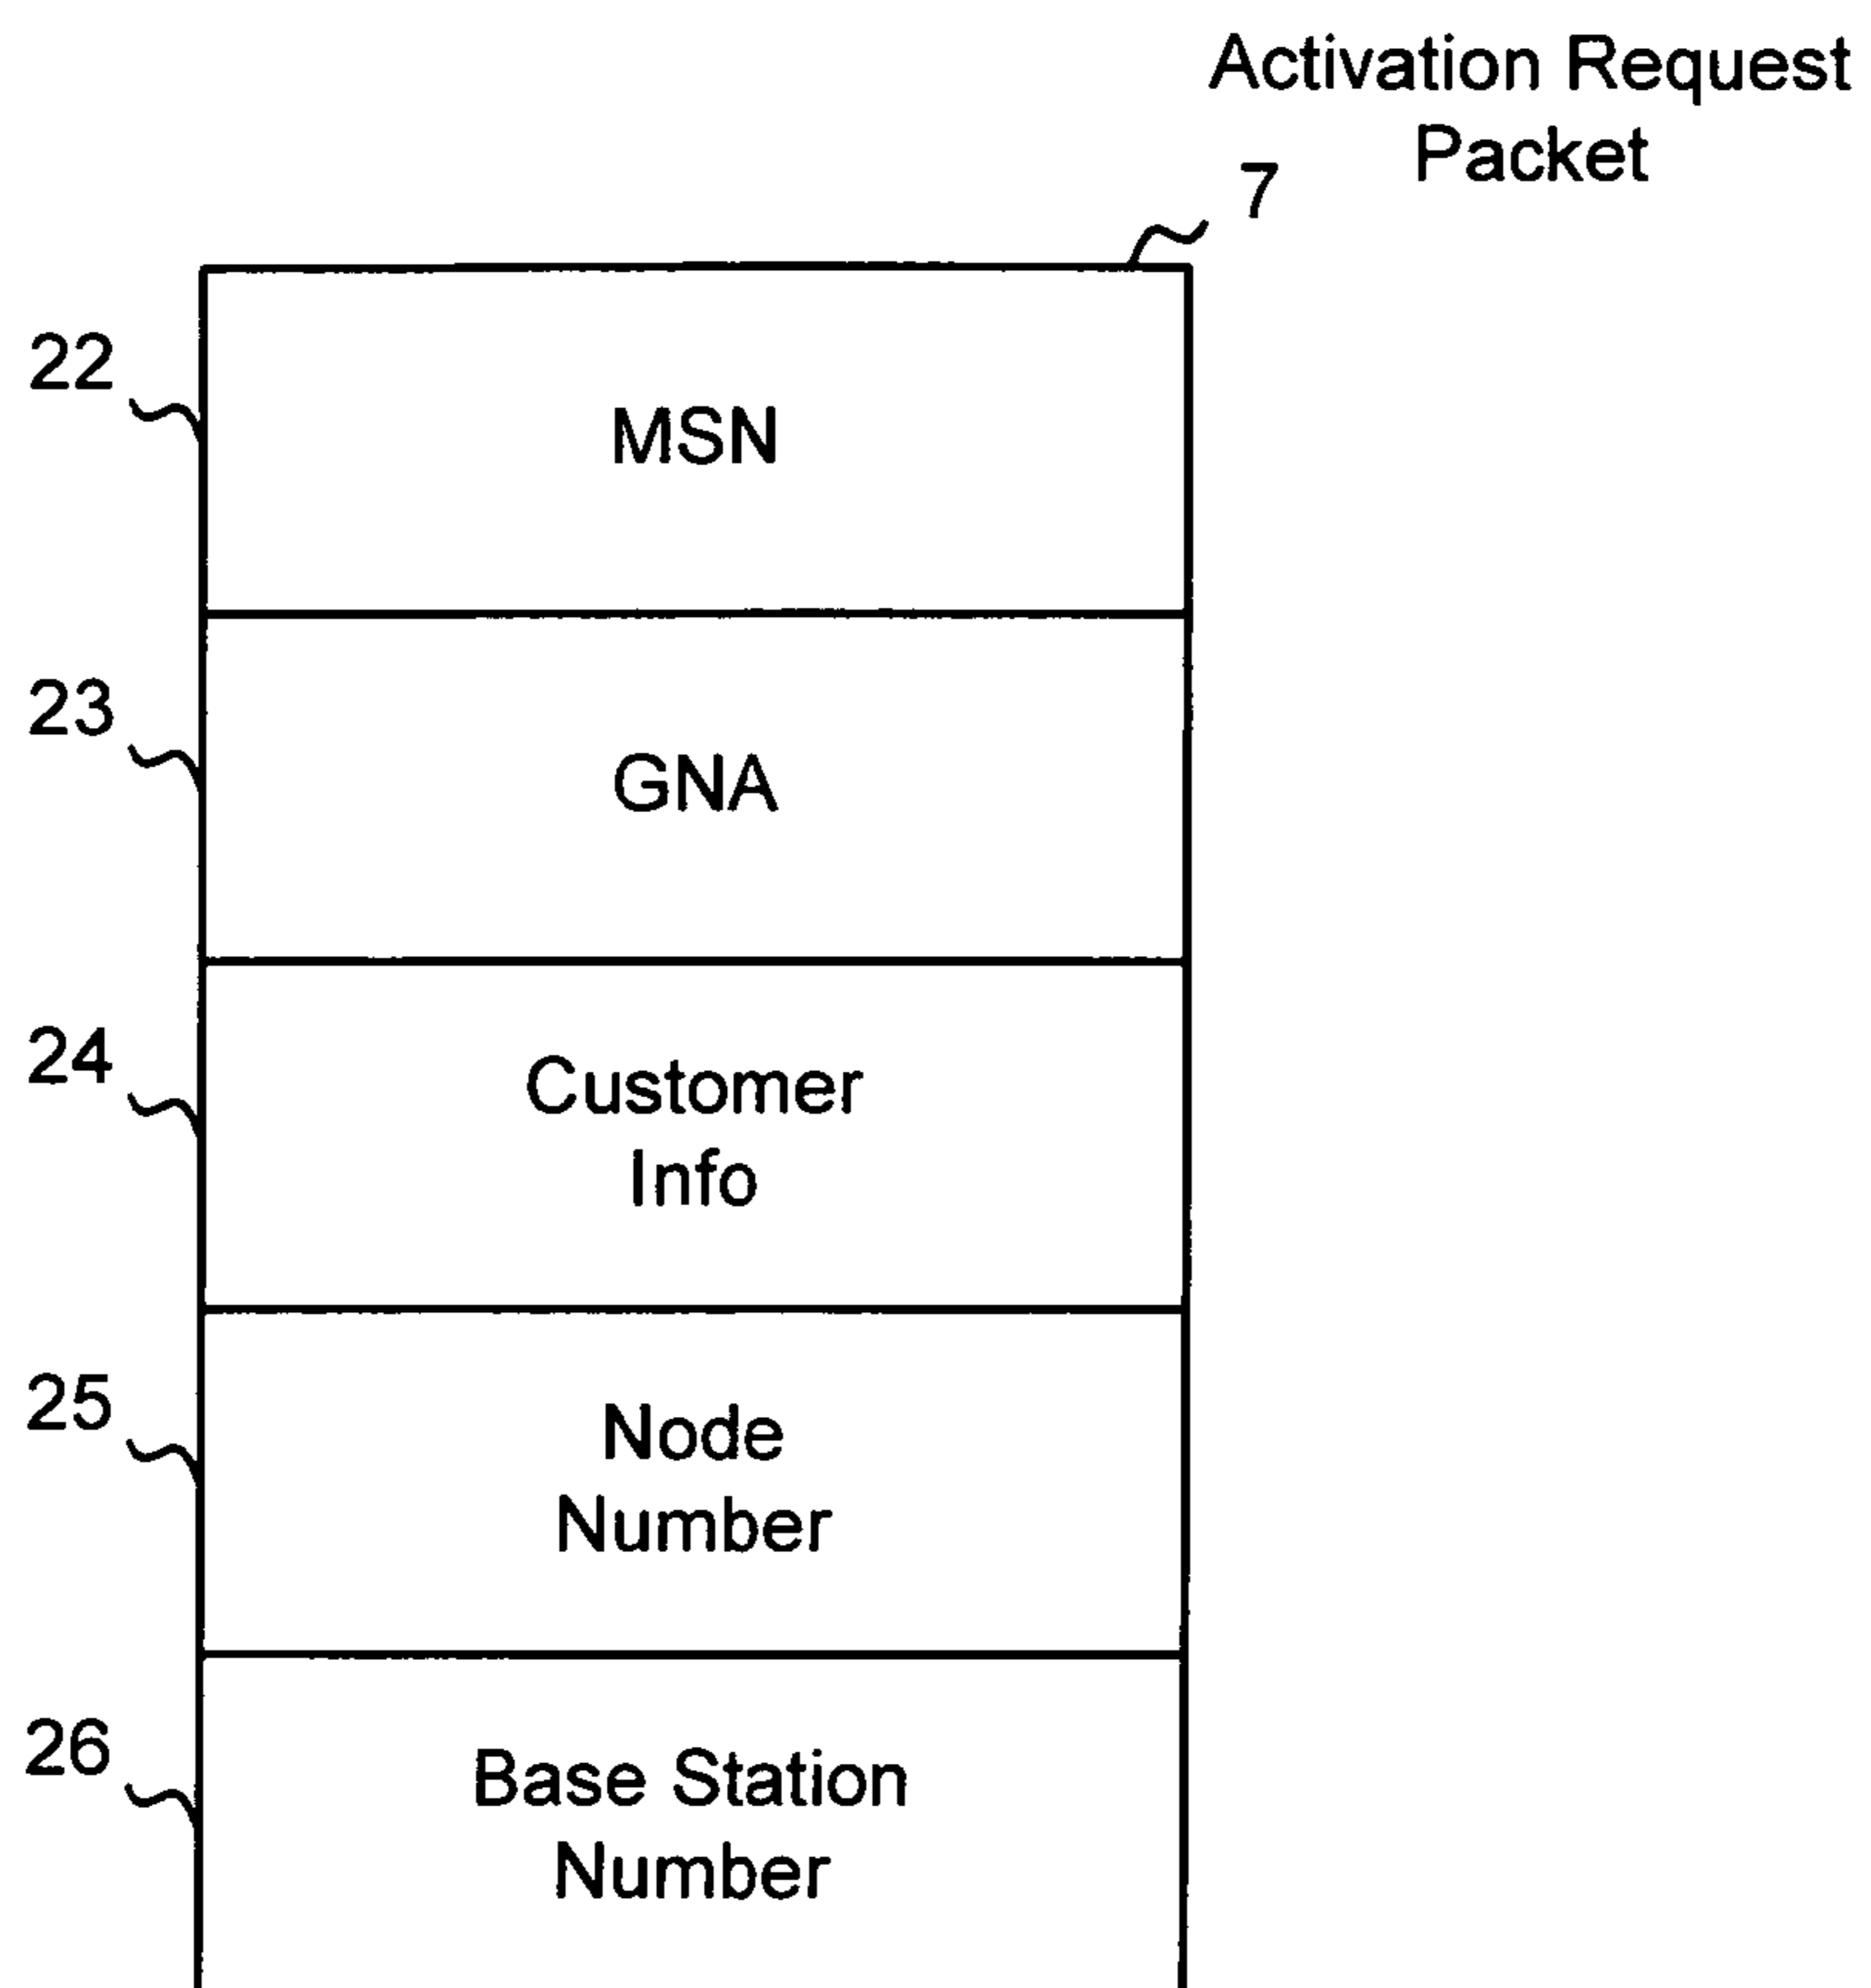 Activation Request
Packet
7
22
MSN
23
GNA
24
Customer
Info
25
Node
Number
26
Base Station
Number